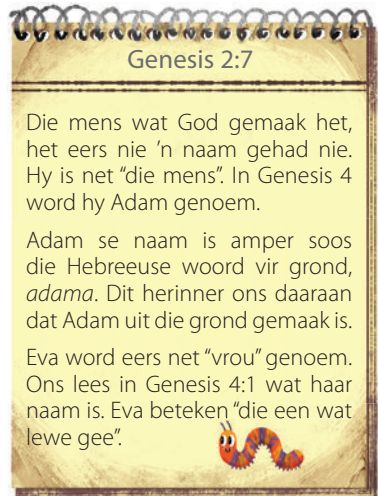 Genesis 2:7
Die mens wat God gemaak het,
het eers nie ’n naam gehad nie.
Hy is net “die mens”. In Genesis 4
word hy Adam genoem.
Adam se naam is amper soos
die Hebreeuse woord vir grond,
adama. Dit herinner ons daaraan
dat Adam uit die grond gemaak is.
Eva word eers net “vrou” genoem.
Ons lees in Genesis 4:1 wat haar
naam is. Eva beteken “die een wat
lewe gee”.